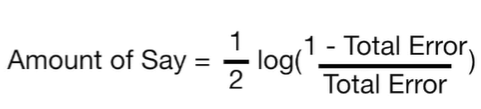 Amount of Say = 1/2 log(1 - Total Error / Total Error)